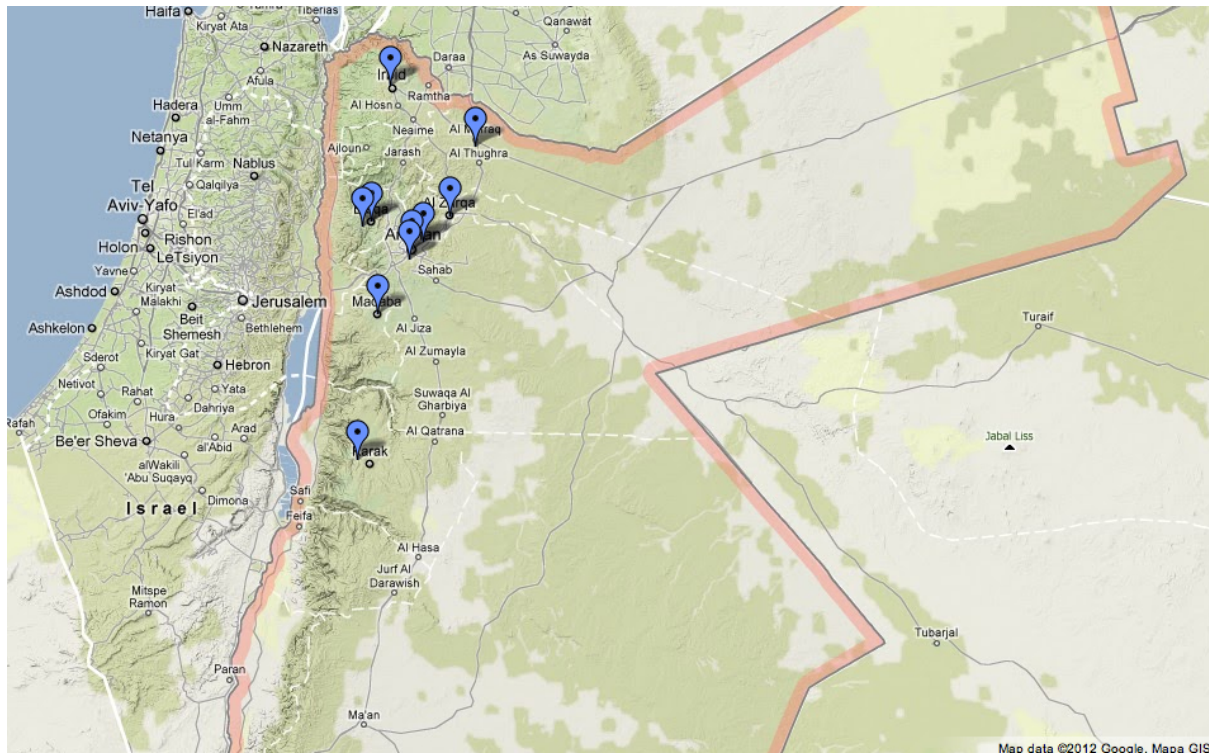 Haifa
Tiberias
Kiryat Ata
Qanawat
Nazareth
As Suwayda
Afula
Daraa
Irbid
Ramtha
Hadera
Umm
al-Fahm
Al Hosn
Netanya
Neaime
Al Mafraq
Tul Karm
Nablus
Ajloun
Jarash
Al Thughra
Tel
Aviv-Yafo
Qalqilya
El'ad
Al Zarqa
Holon
Rishon
LeTsiyon
Amman
Yavne
Sahab
Ashdod
Kiryat
Malakhi
Jerusalem
Madaba
Beit
Shemesh
Bethlehem
Al Jiza
Turaif
Ashkelon
Kiryat Gat
Sderot
Hebron
Al Zumayla
Netivot
Rahat
Yata
Suwaqa Al
Gharbiya
Ofakim
Hura
Dahriya
Rafah
Be'er Sheva
Arad
al'Abid
Al Qatrana
Jabal Liss
Karak
alWakili
'Abu Suqayq
Dimona
Safi
Israel
Feifa
Al Hasa
Jurf Al
Darawish
Mitspe
Ramon
Tubarjal
Paran
Ma'an
Map data ©2012 Google, Mapa GIS